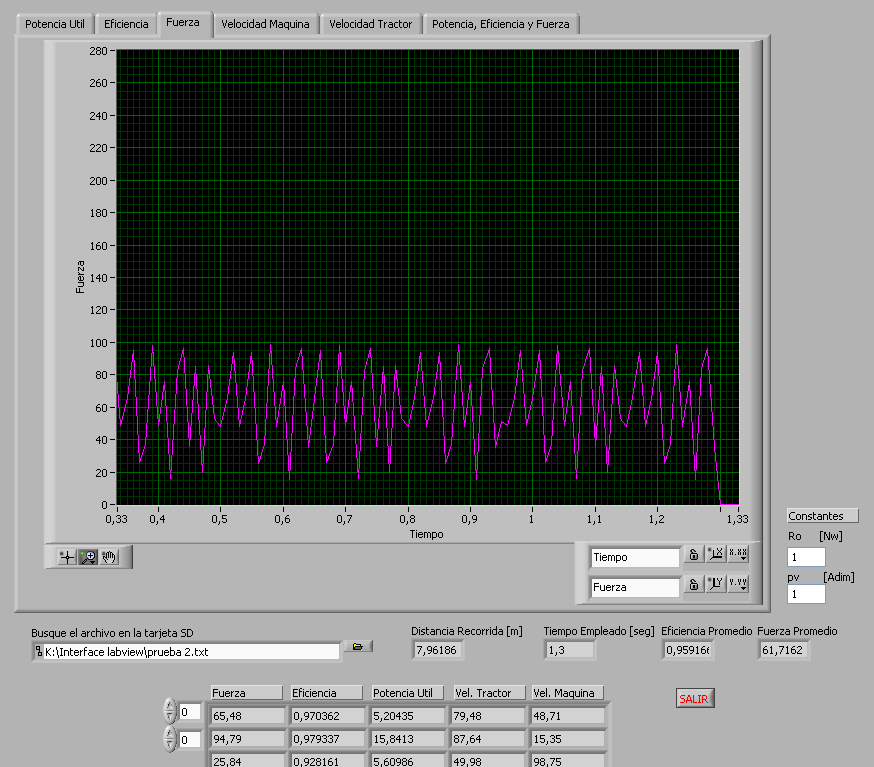 Potencia Util Eficiencia Fuerza Velocidad Maquina Velocidad Tractor Potencia, Eficiencia y Fuerza
280
260
240
220
200
180
160
140
120
100
80
60
40
20
0
Fuerza
0,33 0,4 0,5 0,6 0,7 0,8 0,9 1 1,1 1,2 1,33
Tiempo
Constantes
Ro [Nw]
1
pv [Adim]
1
Tiempo X.XX
Fuerza Y.YY
Busque el archivo en la tarjeta SD
K:\Interface labview\prueba 2.txt
Distancia Recorrida [m] Tiempo Empleado [seg] Eficiencia Promedio Fuerza Promedio
7,96186 1,3 0,95916 61,7162
Fuerza Eficiencia Potencia Util Vel. Tractor Vel. Maquina
0 65,48 0,970362 5,20435 79,48 48,71
0 94,79 0,979337 15,8413 87,64 15,35
25,84 0,928161 5,60986 49,98 98,75
SALIR